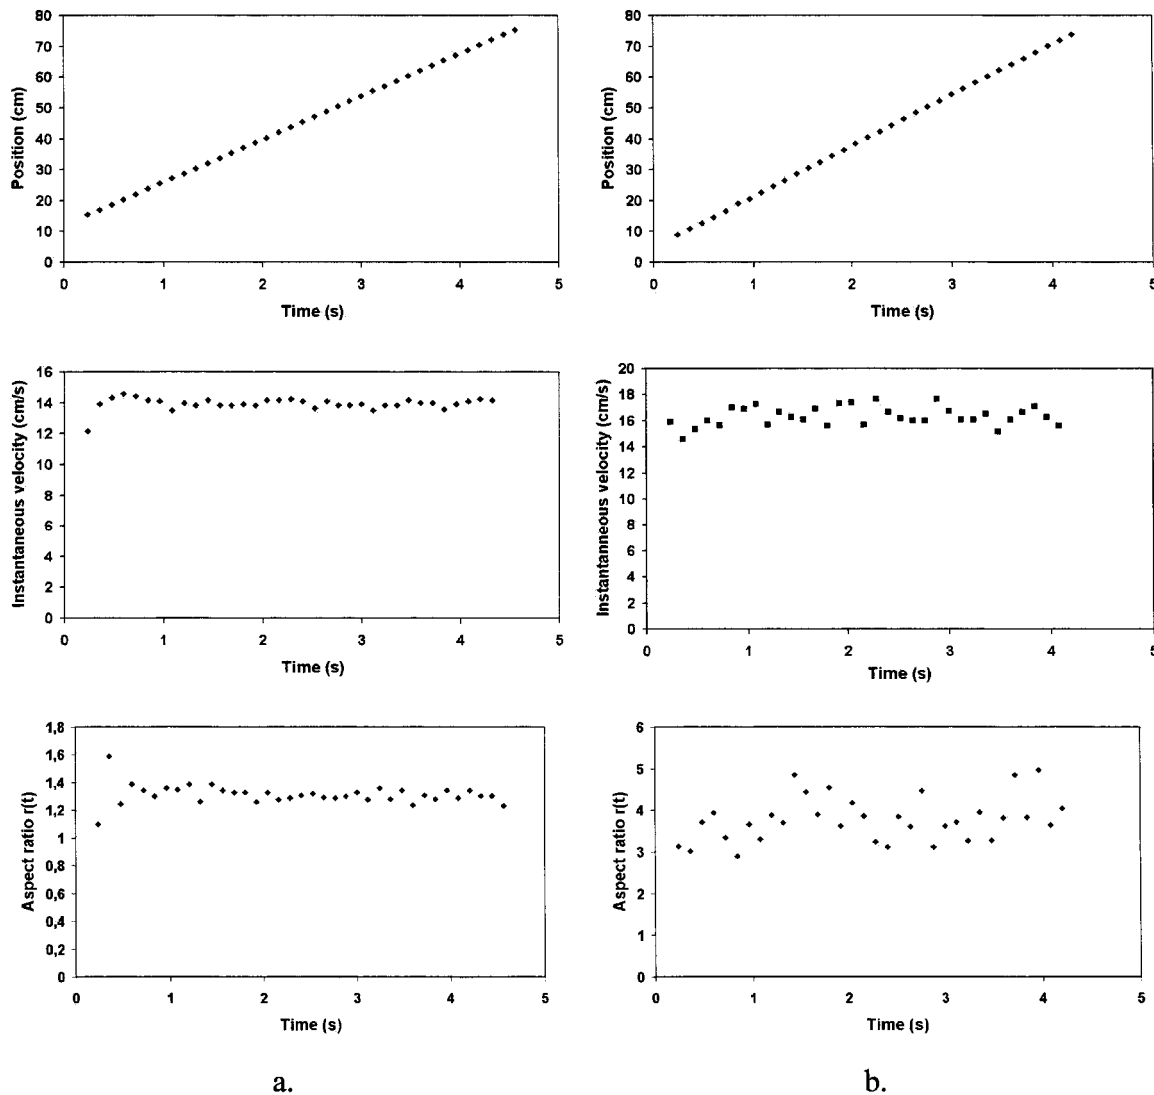 80
70
60
50
40
30
20
10
0
Position (cm)
0 1 2 3 4 5
Time (s)
80
70
60
50
40
30
20
10
0
Position (cm)
0 1 2 3 4 5
Time (s)
16
14
12
10
8
6
4
2
0
Instantaneous velocity (cm/s)
0 1 2 3 4 5
Time (s)
20
18
16
14
12
10
8
6
4
2
0
Instantanneous velocity (cm/s)
0 1 2 3 4 5
Time (s)
1,8
1,6
1,4
1,2
1
0,8
0,6
0,4
0,2
0
Aspect ratio r(t)
0 1 2 3 4 5
Time (s)
6
5
4
3
2
1
0
Aspect ratio r(t)
0 1 2 3 4 5
Time (s)
a.
b.